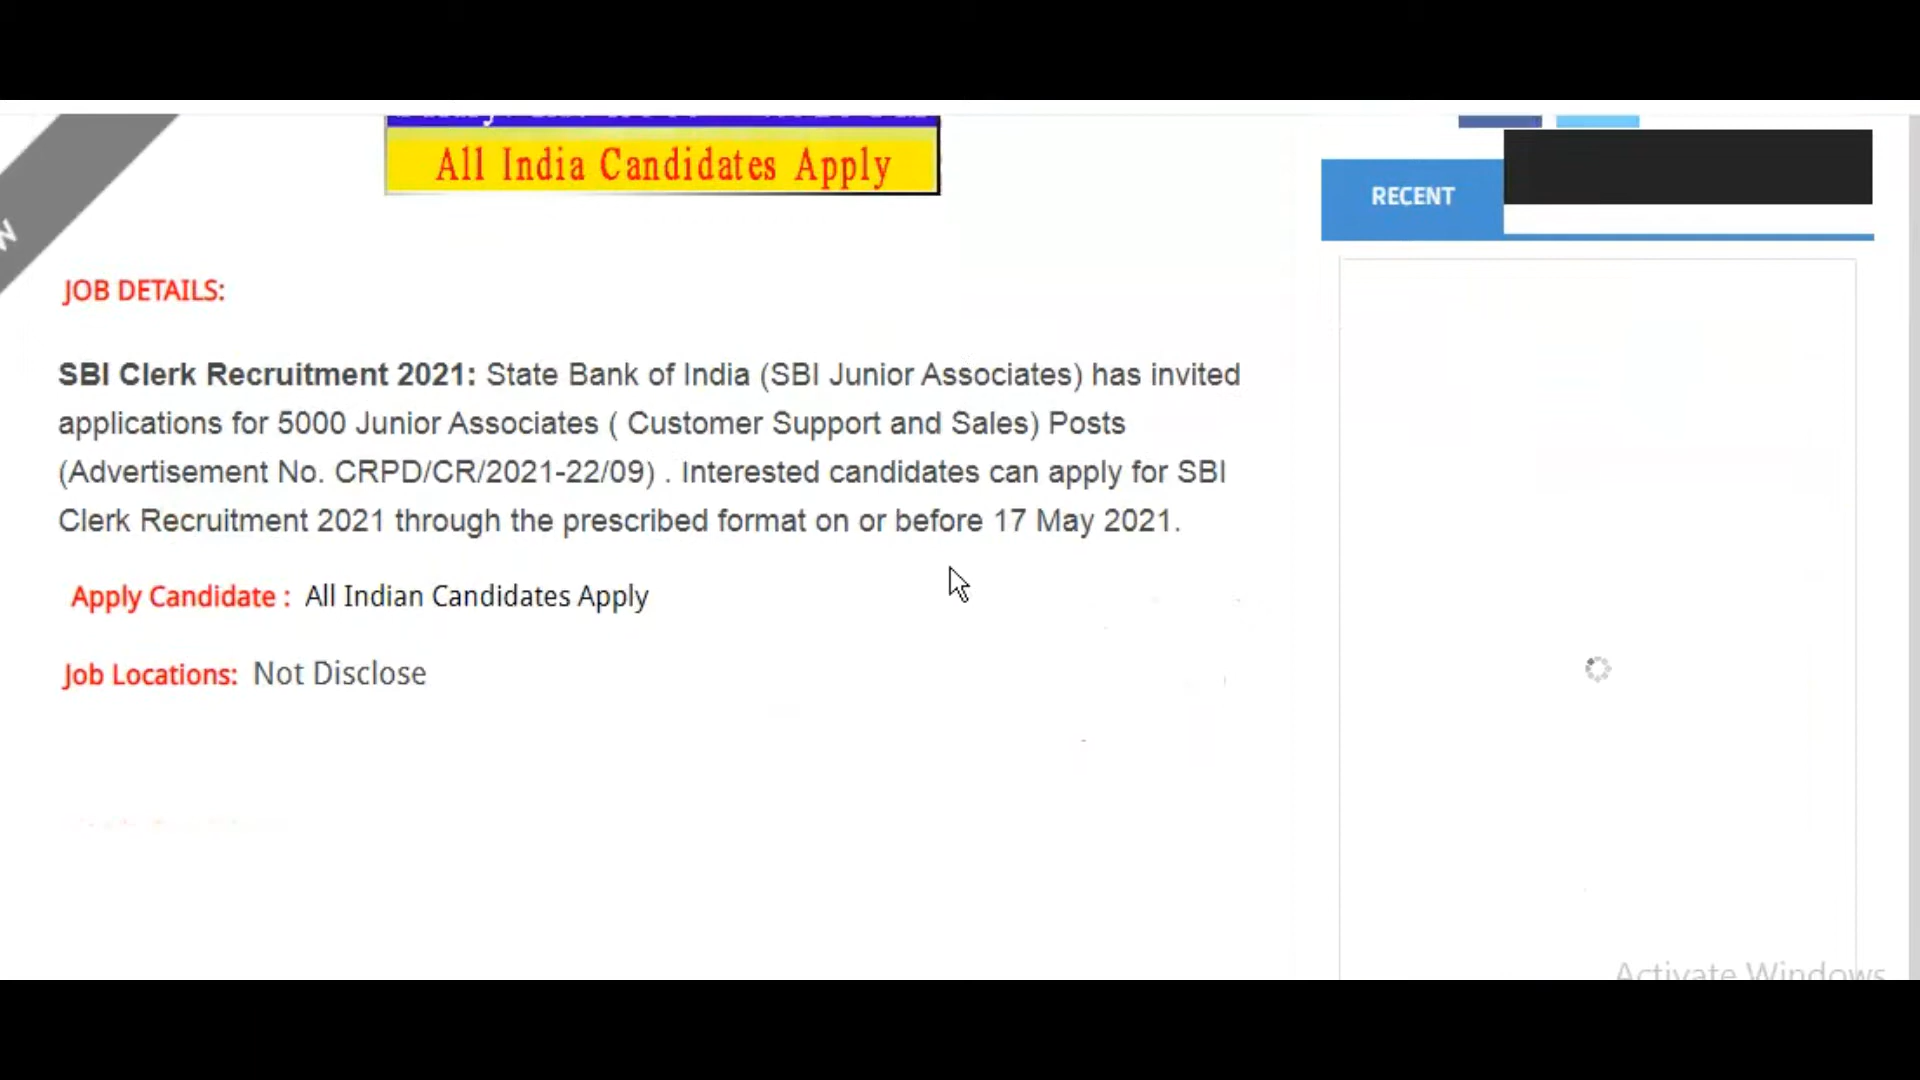 All India Candidates Apply
RECENT
JOB DETAILS:
SBI Clerk Recruitment 2021: State Bank of India (SBI Junior Associates) has invited
applications for 5000 Junior Associates ( Customer Support and Sales) Posts
(Advertisement No. CRPD/CR/2021-22/09) . Interested candidates can apply for SBI
Clerk Recruitment 2021 through the prescribed format on or before 17 May 2021.
Apply Candidate : All Indian Candidates Apply
Job Locations: Not Disclose
Activate Windows